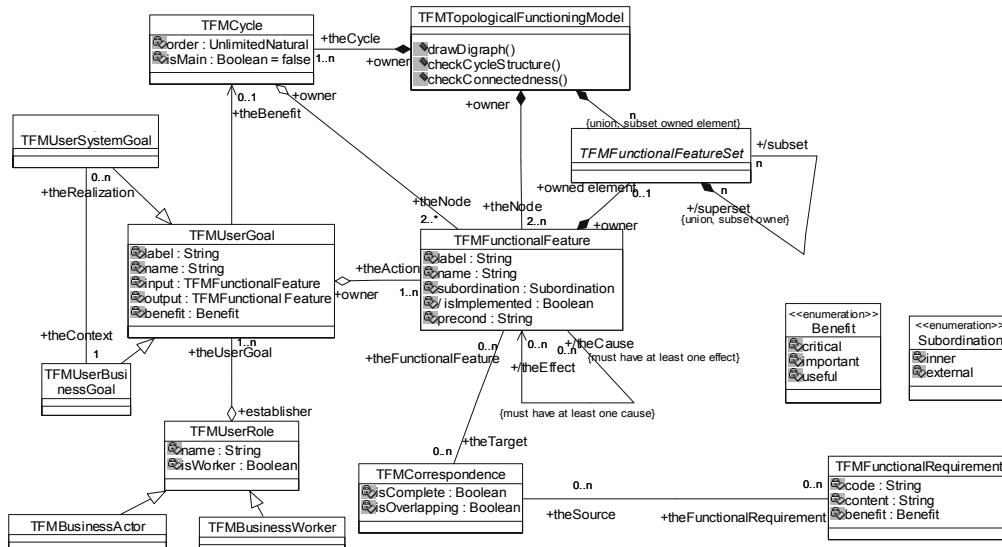 TFMCycle
order : UnlimitedNatural
isMain : Boolean = false
+theCycle
1..n
+owner
TFMTopologicalFunctioningModel
drawDigraph()
checkCycleStructure()
checkConnectedness()
0..1
+theBenefit
+owner
+owner
n
{union, subset owned element}
TFMUserSystemGoal
0..n
+theRealization
TFMFunctionalFeatureSet
+/subset
n
+owned element
0..1
n
+/superset
{union, subset owner}
+theNode
2..*
+theNode
2..n
+owner
TFMUserGoal
label : String
name : String
input : TFMFunctionalFeature
output : TFMFunctional Feature
benefit : Benefit
+theAction
+owner
1..n
TFMFunctionalFeature
label : String
name : String
subordination : Subordination
/ isImplemented : Boolean
precond : String
+theContext
1
1..n
+theUserGoal
TFMUserBusi
nessGoal
0..n
+theFunctionalFeature
0..n
+/theEffect
0..n
+/theCause
{must have at least one effect}
{must have at least one cause}
<<enumeration>>
Benefit
critical
important
useful
<<enumeration>>
Subordination
inner
external
+establisher
TFMUserRole
name : String
isWorker : Boolean
+theTarget
0..n
TFMCorrespondence
isComplete : Boolean
isOverlapping : Boolean
0..n
+theSource
0..n
+theFunctionalRequirement
TFMFunctionalRequirement
code : String
content : String
benefit : Benefit
TFMBusinessActor
TFMBusinessWorker